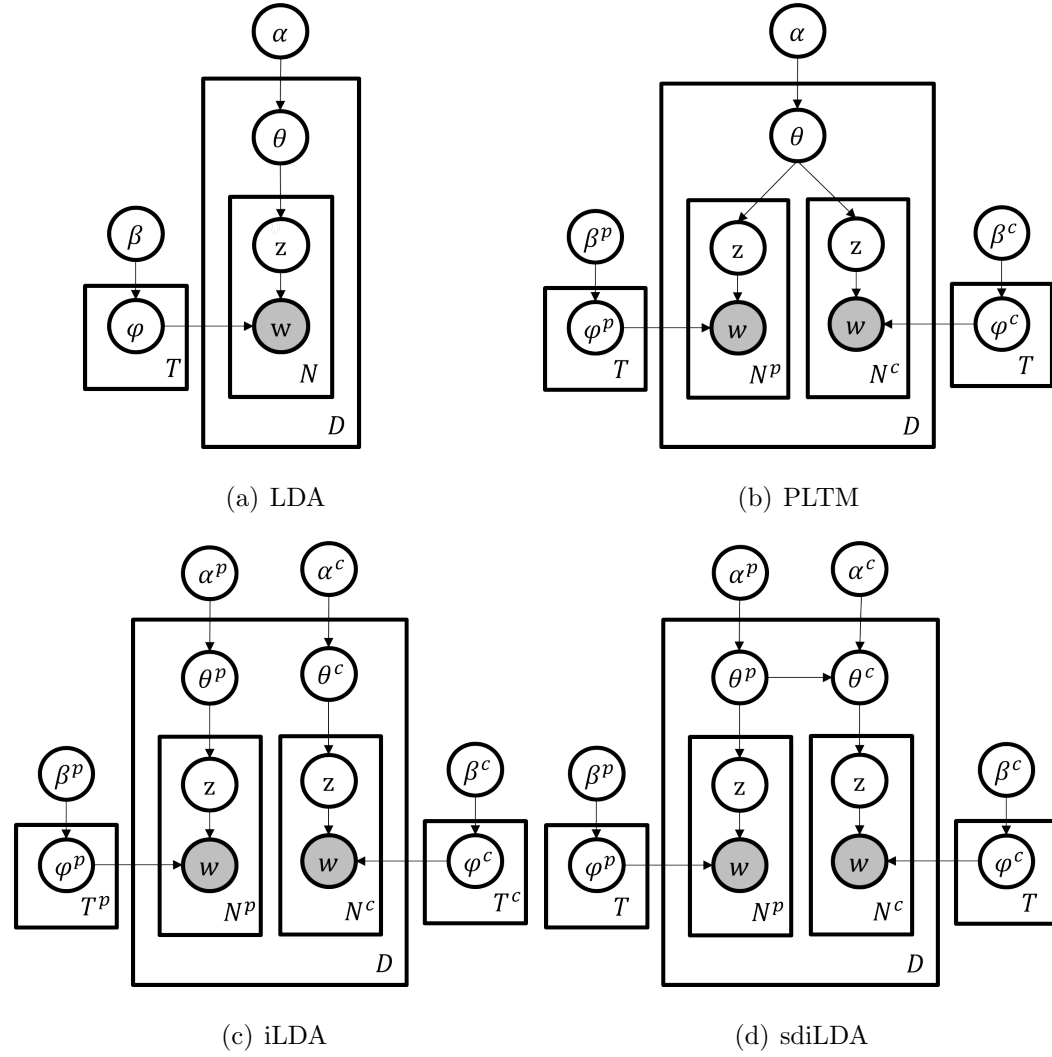 α
θ
β
z
φ
w
T
N
D
(a) LDA
α
θ
β^p
z
z
β^c
φ^p
w
w
φ^c
T
N^p
N^c
T
D
(b) PLTM
α^p
α^c
θ^p
θ^c
β^p
z
z
β^c
φ^p
w
w
φ^c
T^p
N^p
N^c
T^c
D
(c) iLDA
α^p
α^c
θ^p
θ^c
β^p
z
z
β^c
φ^p
w
w
φ^c
T
N^p
N^c
T
D
(d) sdiLDA